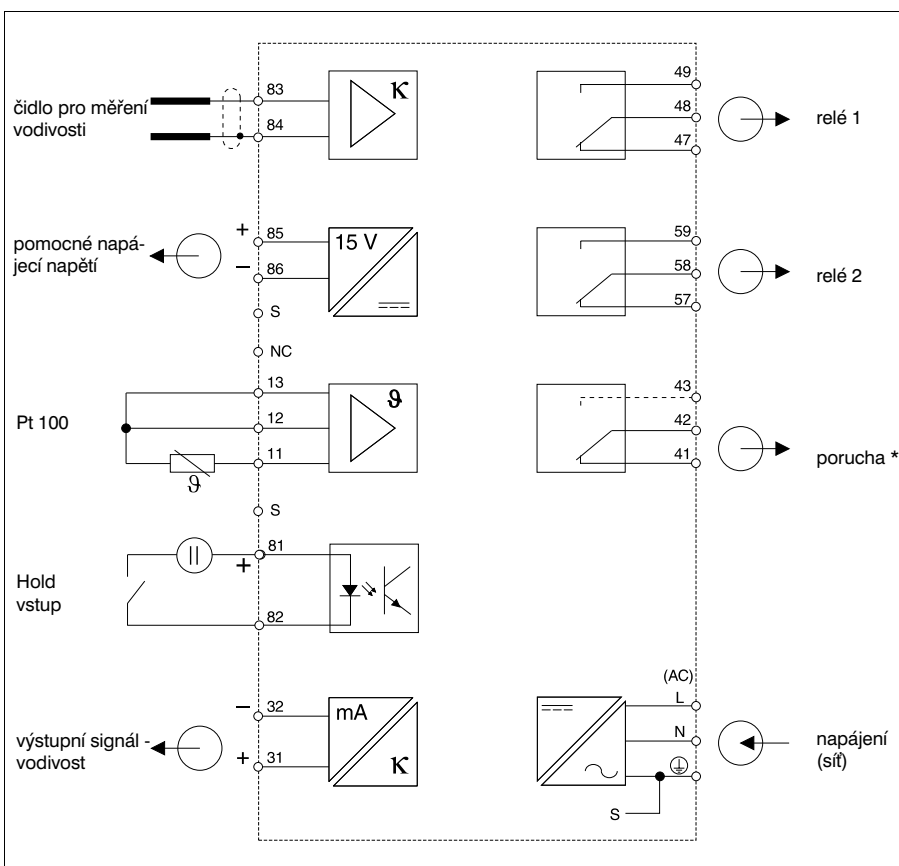 čidlo pro měření
vodivosti
83
84
κ
49
48
47
relé 1
pomocné napá-
jecí napětí
+
−
85
86
15 V
S
NC
59
58
57
relé 2
Pt 100
13
12
11
ϑ
ϑ
43
42
41
porucha *
S
Hold
vstup
81
+
82
výstupní signál -
vodivost
−
32
+
31
mA
κ
(AC)
L
N
S
napájení
(síť)